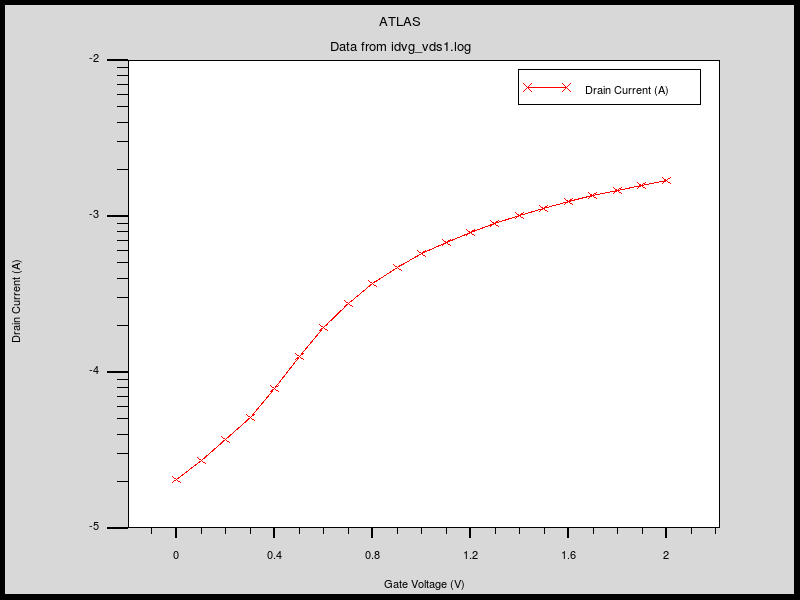 ATLAS
Data from idvg_vds1.log
Drain Current (A)
-2
-3
-4
-5
Drain Current (A)
0 0.4 0.8 1.2 1.6 2
Gate Voltage (V)